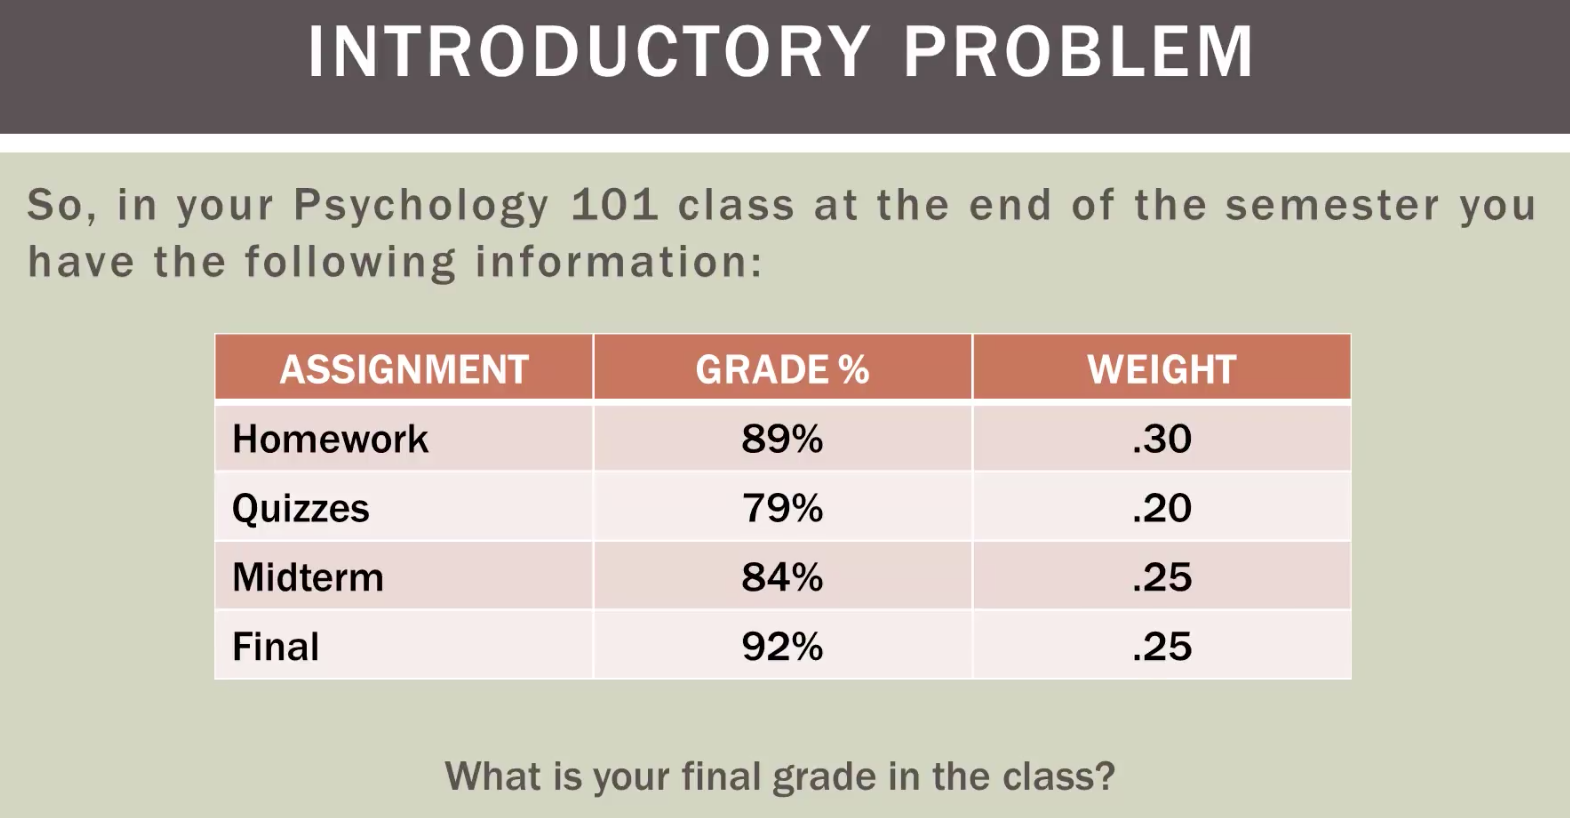 INTRODUCTORY PROBLEM
So, in your Psychology 101 class at the end of the semester you
have the following information:
ASSIGNMENT GRADE % WEIGHT
Homework 89% .30
Quizzes 79% .20
Midterm 84% .25
Final 92% .25
What is your final grade in the class?